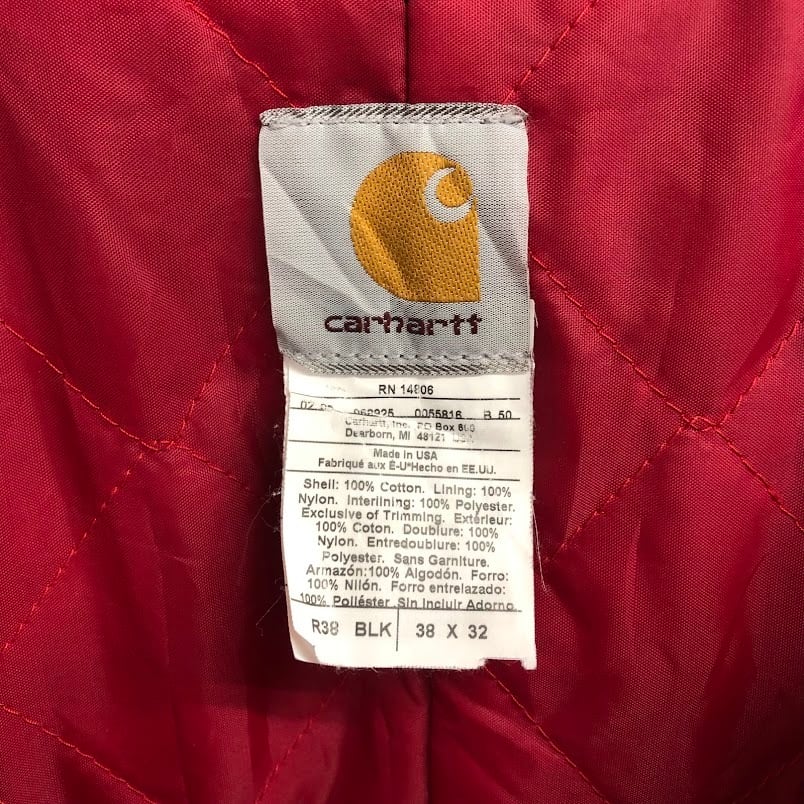 carhartt
RN 14806
0055816 R 50
Carhartt, Inc. PO Box 600
Dearborn, MI 48121 USA
Made in USA
Fabriqué aux É-U*Hecho en EE.UU.
Shell: 100% Cotton. Lining: 100%
Nylon. Interlining: 100% Polyester.
Exclusive of Trimming. Extérieur:
100% Coton. Doublure: 100%
Nylon. Entredoublure: 100%
Polyester. Sans Garniture.
Armazón:100% Algodón. Forro:
100% Nilón. Forro entrelazado:
100% Poliéster.Sin Incluir Adorno.
R38 BLK 38 X 32